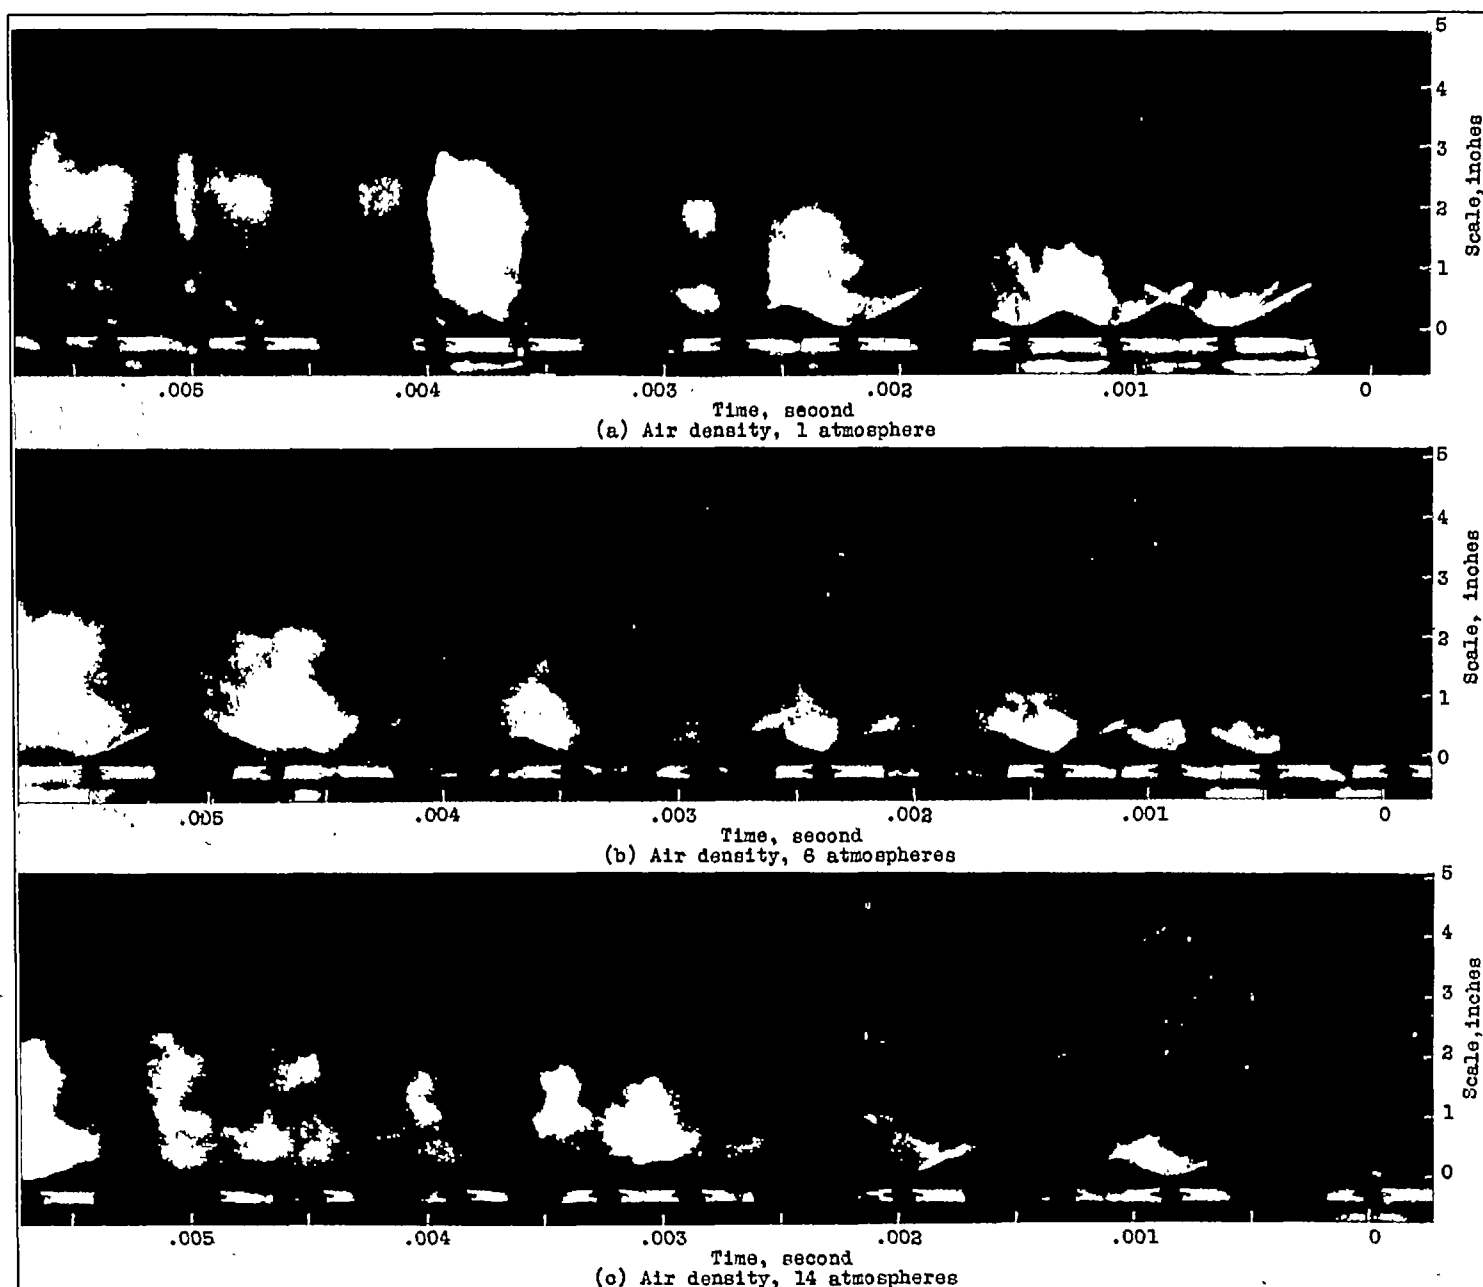 5
4
3
2
1
0
Scale, inches
.005 .004 .003 .002 .001 0
Time, second
(a) Air density, 1 atmosphere
5
4
3
2
1
0
Scale, inches
.005 .004 .003 .002 .001 0
Time, second
(b) Air density, 6 atmospheres
5
4
3
2
1
0
Scale, inches
.005 .004 .003 .002 .001 0
Time, second
(c) Air density, 14 atmospheres